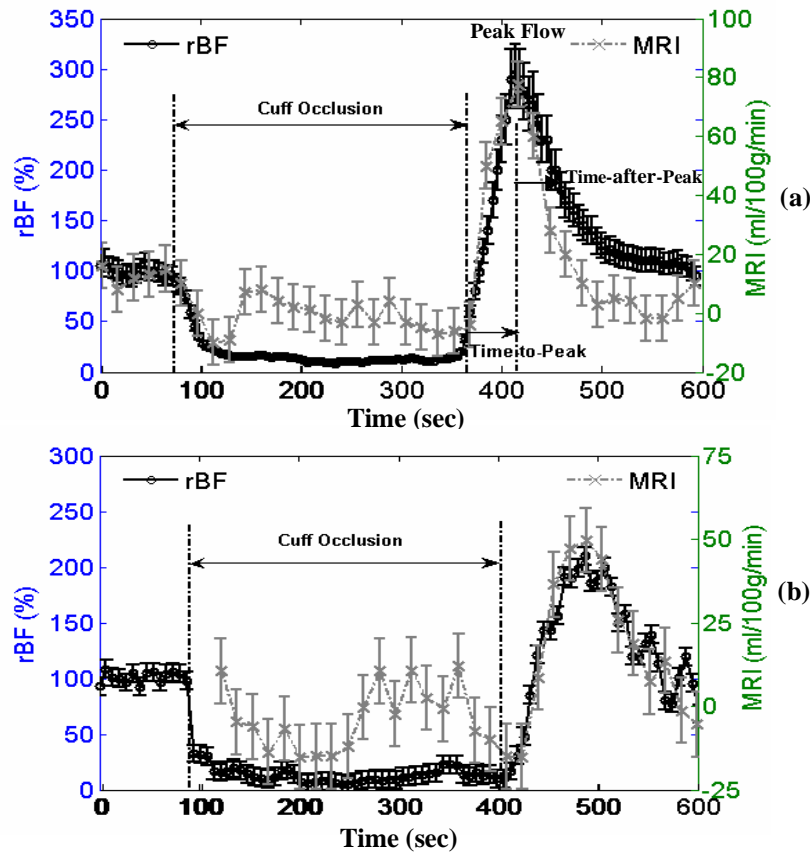 350
300
250
200
150
100
50
0
rBF (%)
rBF
Peak Flow
MRI
Cuff Occlusion
Time-after-Peak
Time-to-Peak
100
80
60
40
20
0
-20
MRI (ml/100g/min)
(a)
0 100 200 300 400 500 600
Time (sec)
300
250
200
150
100
50
0
rBF (%)
rBF
MRI
Cuff Occlusion
75
50
25
0
-25
MRI (ml/100g/min)
(b)
0 100 200 300 400 500 600
Time (sec)